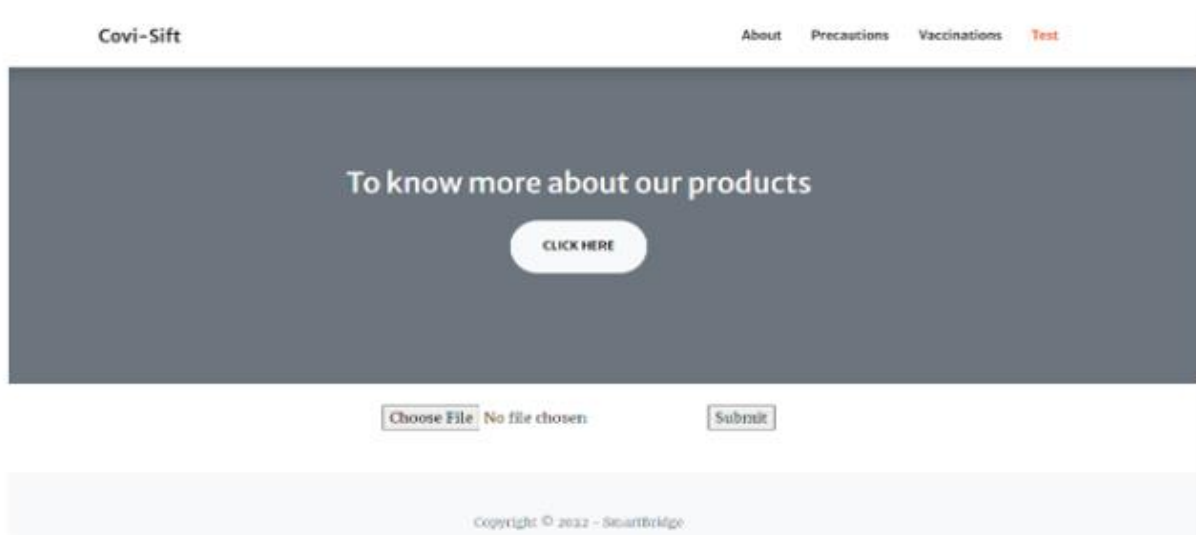 Covi-Sift About Precautions Vaccinations Test
To know more about our products
CLICK HERE
Choose File No file chosen Submit
Copyright © 2022 - SmartBridge